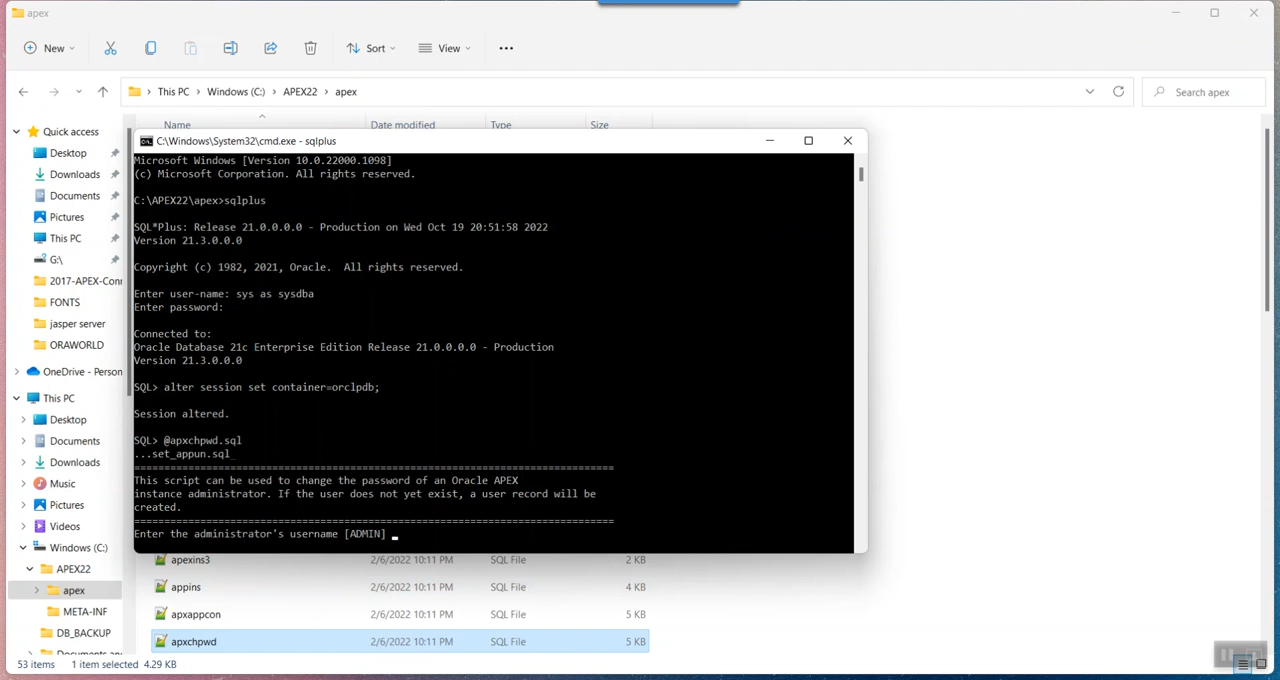 apex
New
Sort
View
This PC
Windows (C:)
APEX22
apex
Search apex
Name
Date modified
Type
Size
Quick access
Desktop
Downloads
Documents
Pictures
This PC
G:\
2017-APEX-Conn
FONTS
jasper server
ORAWORLD
OneDrive - Person
This PC
Desktop
Documents
Downloads
Music
Pictures
Videos
Windows (C:)
APEX22
apex
META-INF
DB_BACKUP
C:\Windows\System32\cmd.exe - sqlplus
Microsoft Windows [Version 10.0.22000.1098]
(c) Microsoft Corporation. All rights reserved.
C:\APEX22\apex>sqlplus
SQL*Plus: Release 21.0.0.0.0 - Production on Wed Oct 19 20:51:58 2022
Version 21.3.0.0.0
Copyright (c) 1982, 2021, Oracle.  All rights reserved.
Enter user-name: sys as sysdba
Enter password:
Connected to:
Oracle Database 21c Enterprise Edition Release 21.0.0.0.0 - Production
Version 21.3.0.0.0
SQL> alter session set container=orclpdb;
Session altered.
SQL> @apxchpwd.sql
...set_appun.sql
================================================================================
This script can be used to change the password of an Oracle APEX
instance administrator. If the user does not yet exist, a user record will be
created.
================================================================================
Enter the administrator's username [ADMIN]
apexins3 2/6/2022 10:11 PM SQL File 2 KB
appins 2/6/2022 10:11 PM SQL File 4 KB
apxappcon 2/6/2022 10:11 PM SQL File 5 KB
apxchpwd 2/6/2022 10:11 PM SQL File 5 KB
53 items
1 item selected 4.29 KB